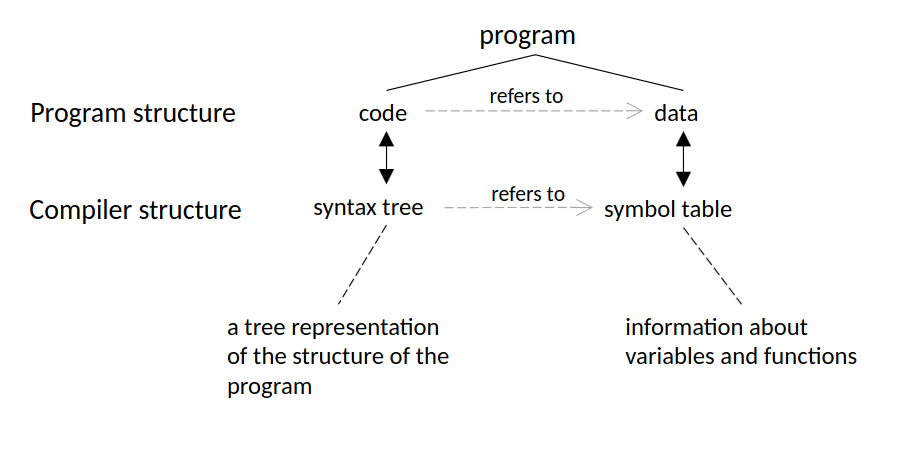 program
refers to
Program structure
code
data
refers to
Compiler structure
syntax tree
symbol table
a tree representation
of the structure of the
program
information about
variables and functions